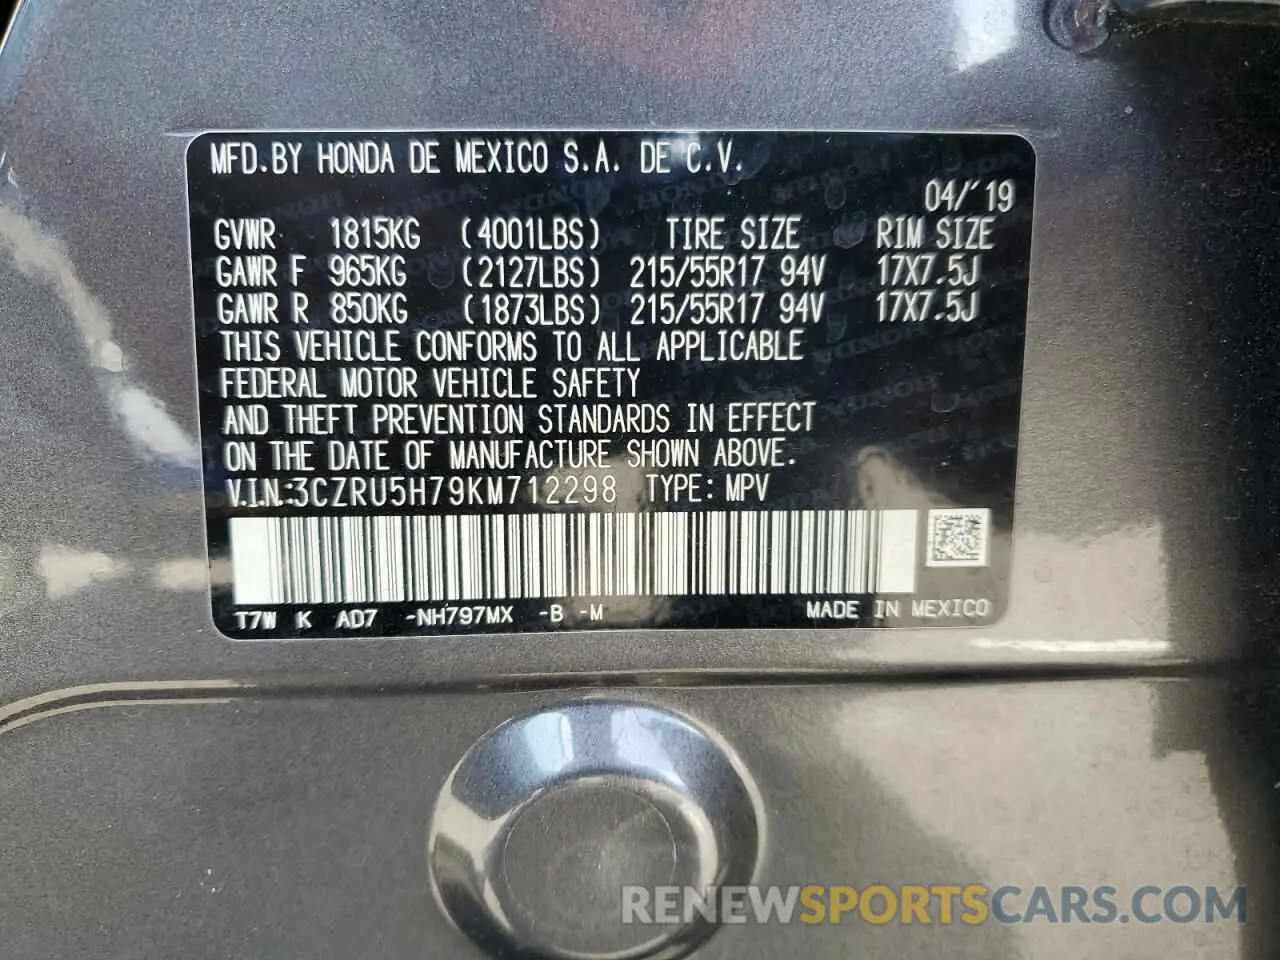 MFD.BY HONDA DE MEXICO S.A. DE C.V.
04/'19
GVWR 1815KG (4001LBS) TIRE SIZE RIM SIZE
GAWR F 965KG (2127LBS) 215/55R17 94V 17X7.5J
GAWR R 850KG (1873LBS) 215/55R17 94V 17X7.5J
THIS VEHICLE CONFORMS TO ALL APPLICABLE
FEDERAL MOTOR VEHICLE SAFETY
AND THEFT PREVENTION STANDARDS IN EFFECT
ON THE DATE OF MANUFACTURE SHOWN ABOVE.
V.I.N.:3CZRU5H79KM712298 TYPE: MPV
T7W K AD7 -NH797MX -B -M MADE IN MEXICO
RENEWSPORTSCARS.COM